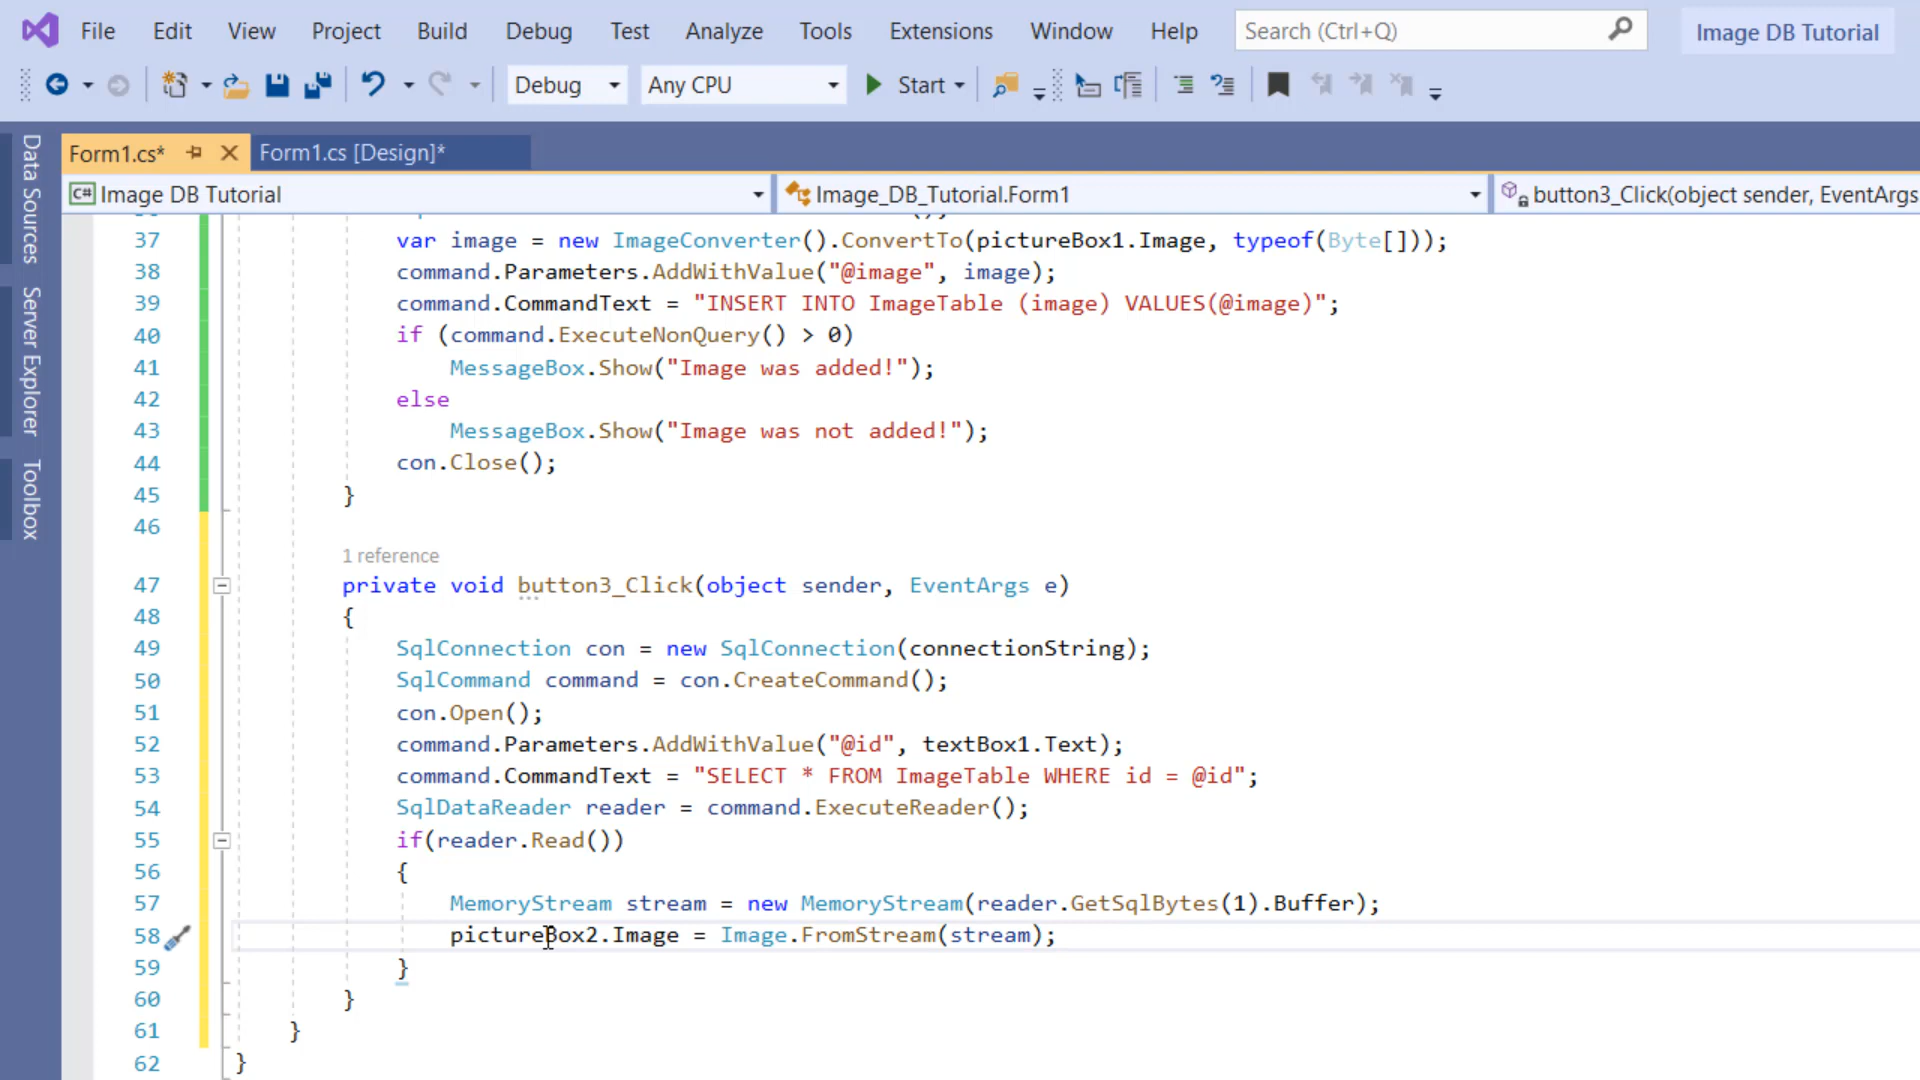 File Edit View Project Build Debug Test Analyze Tools Extensions Window Help Search (Ctrl+Q) Image DB Tutorial
Debug Any CPU Start
Form1.cs* Form1.cs [Design]*
C# Image DB Tutorial Image_DB_Tutorial.Form1 button3_Click(object sender, EventArgs
Data Sources
Server Explorer
Toolbox
37 var image = new ImageConverter().ConvertTo(pictureBox1.Image, typeof(Byte[]));
38 command.Parameters.AddWithValue("@image", image);
39 command.CommandText = "INSERT INTO ImageTable (image) VALUES(@image)";
40 if (command.ExecuteNonQuery() > 0)
41 MessageBox.Show("Image was added!");
42 else
43 MessageBox.Show("Image was not added!");
44 con.Close();
45 }
46
1 reference
47 private void button3_Click(object sender, EventArgs e)
48 {
49 SqlConnection con = new SqlConnection(connectionString);
50 SqlCommand command = con.CreateCommand();
51 con.Open();
52 command.Parameters.AddWithValue("@id", textBox1.Text);
53 command.CommandText = "SELECT * FROM ImageTable WHERE id = @id";
54 SqlDataReader reader = command.ExecuteReader();
55 if(reader.Read())
56 {
57 MemoryStream stream = new MemoryStream(reader.GetSqlBytes(1).Buffer);
58 pictureBox2.Image = Image.FromStream(stream);
59 }
60 }
61 }
62 }